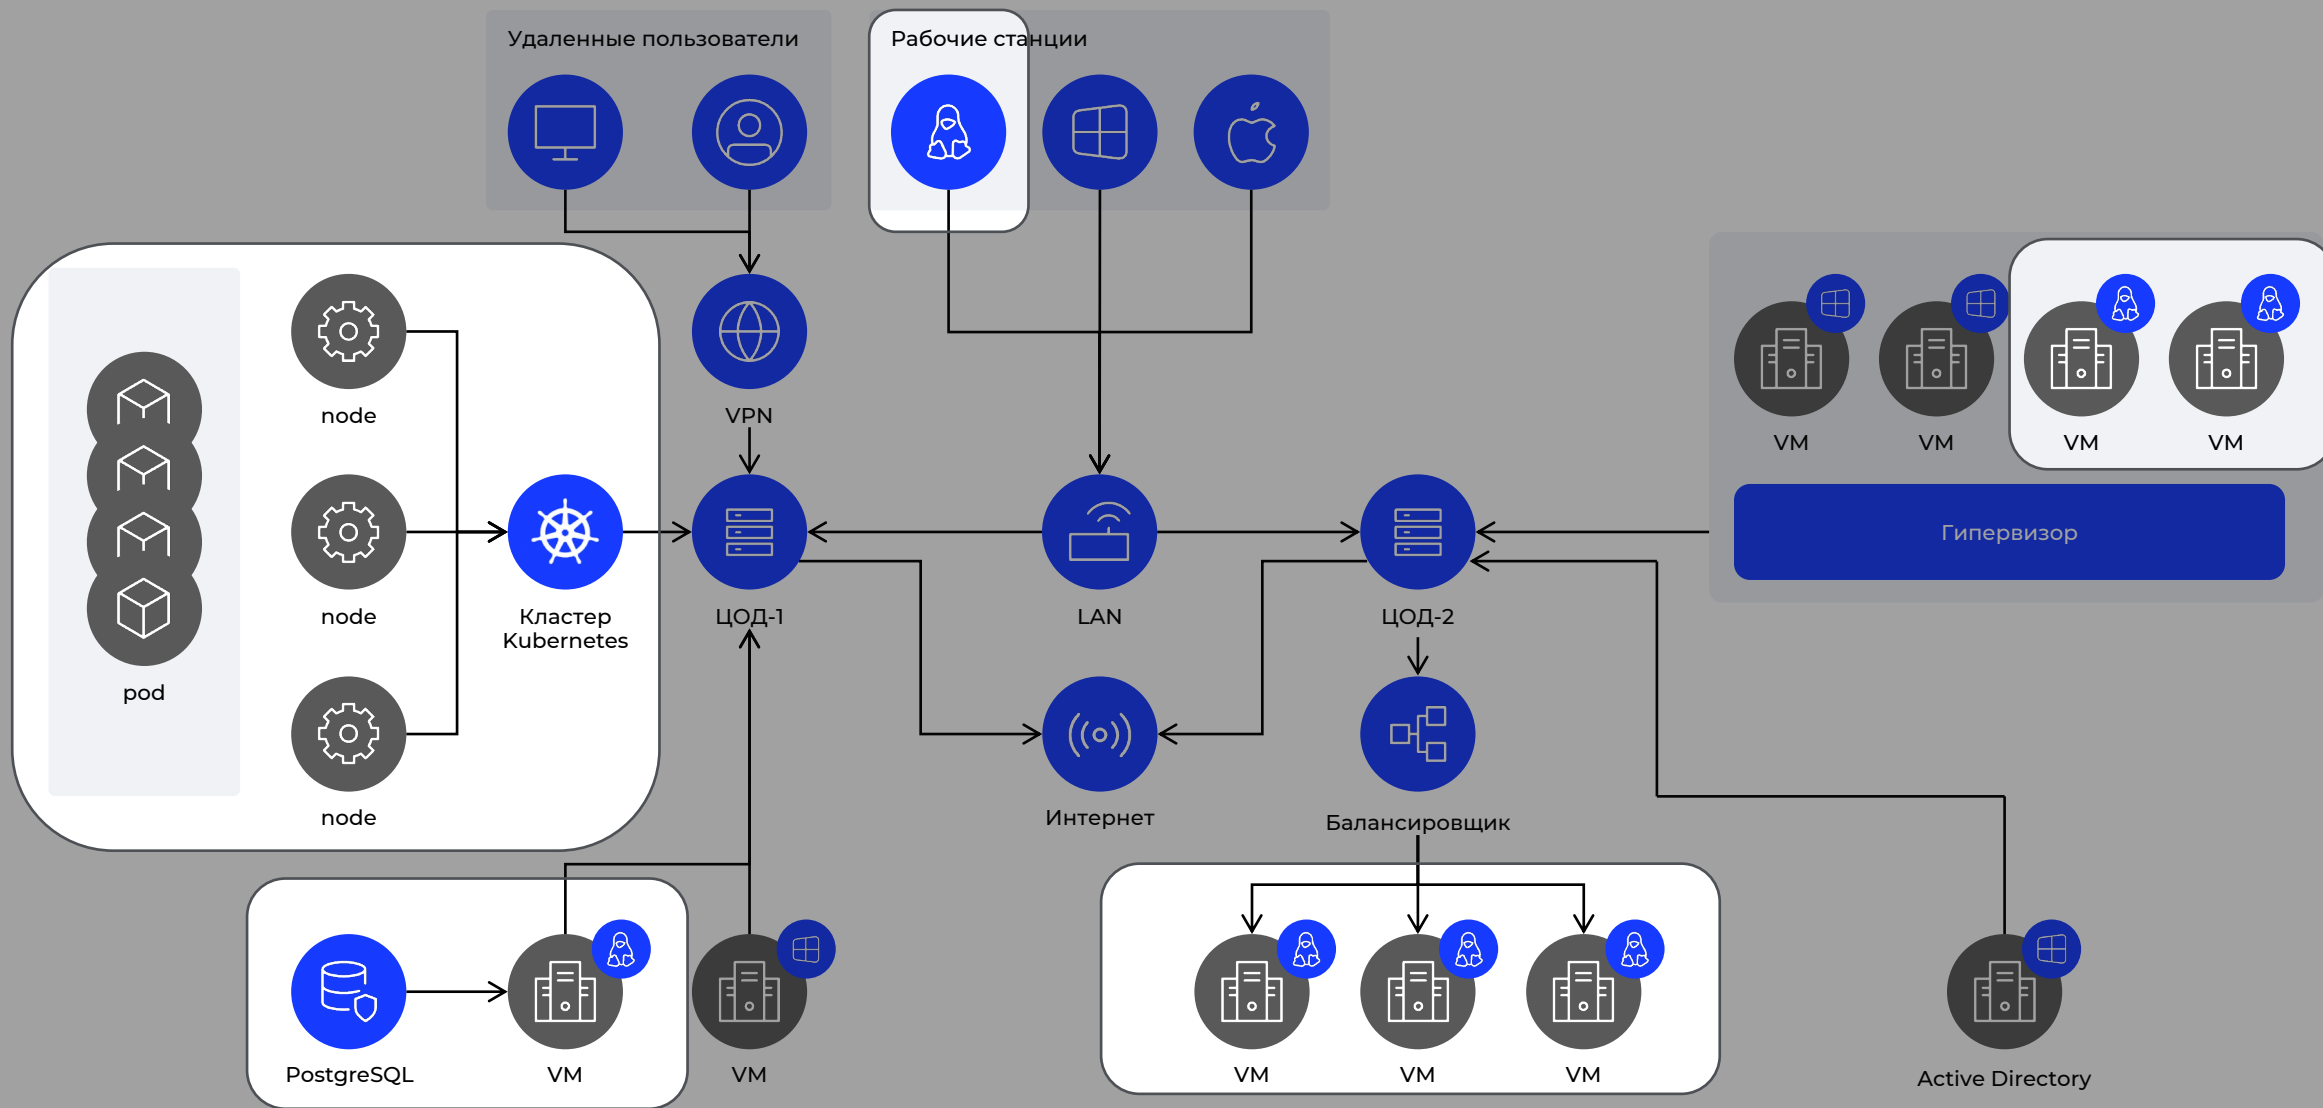 Удаленные пользователи
Рабочие станции
node
VPN
VM
VM
VM
VM
Гипервизор
node
Кластер
Kubernetes
ЦОД-1
LAN
ЦОД-2
pod
node
Интернет
Балансировщик
PostgreSQL
VM
VM
VM
VM
VM
Active Directory